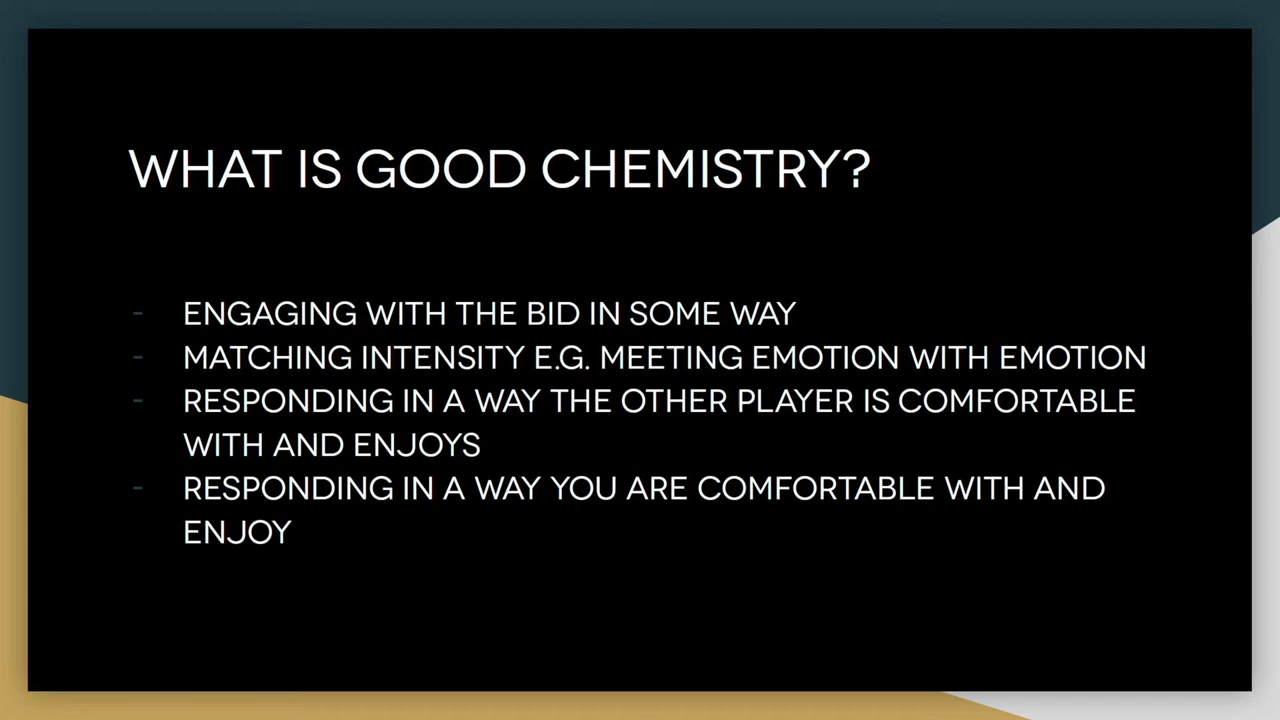 WHAT IS GOOD CHEMISTRY?
- ENGAGING WITH THE BID IN SOME WAY
- MATCHING INTENSITY E.G. MEETING EMOTION WITH EMOTION
- RESPONDING IN A WAY THE OTHER PLAYER IS COMFORTABLE
WITH AND ENJOYS
- RESPONDING IN A WAY YOU ARE COMFORTABLE WITH AND
ENJOY